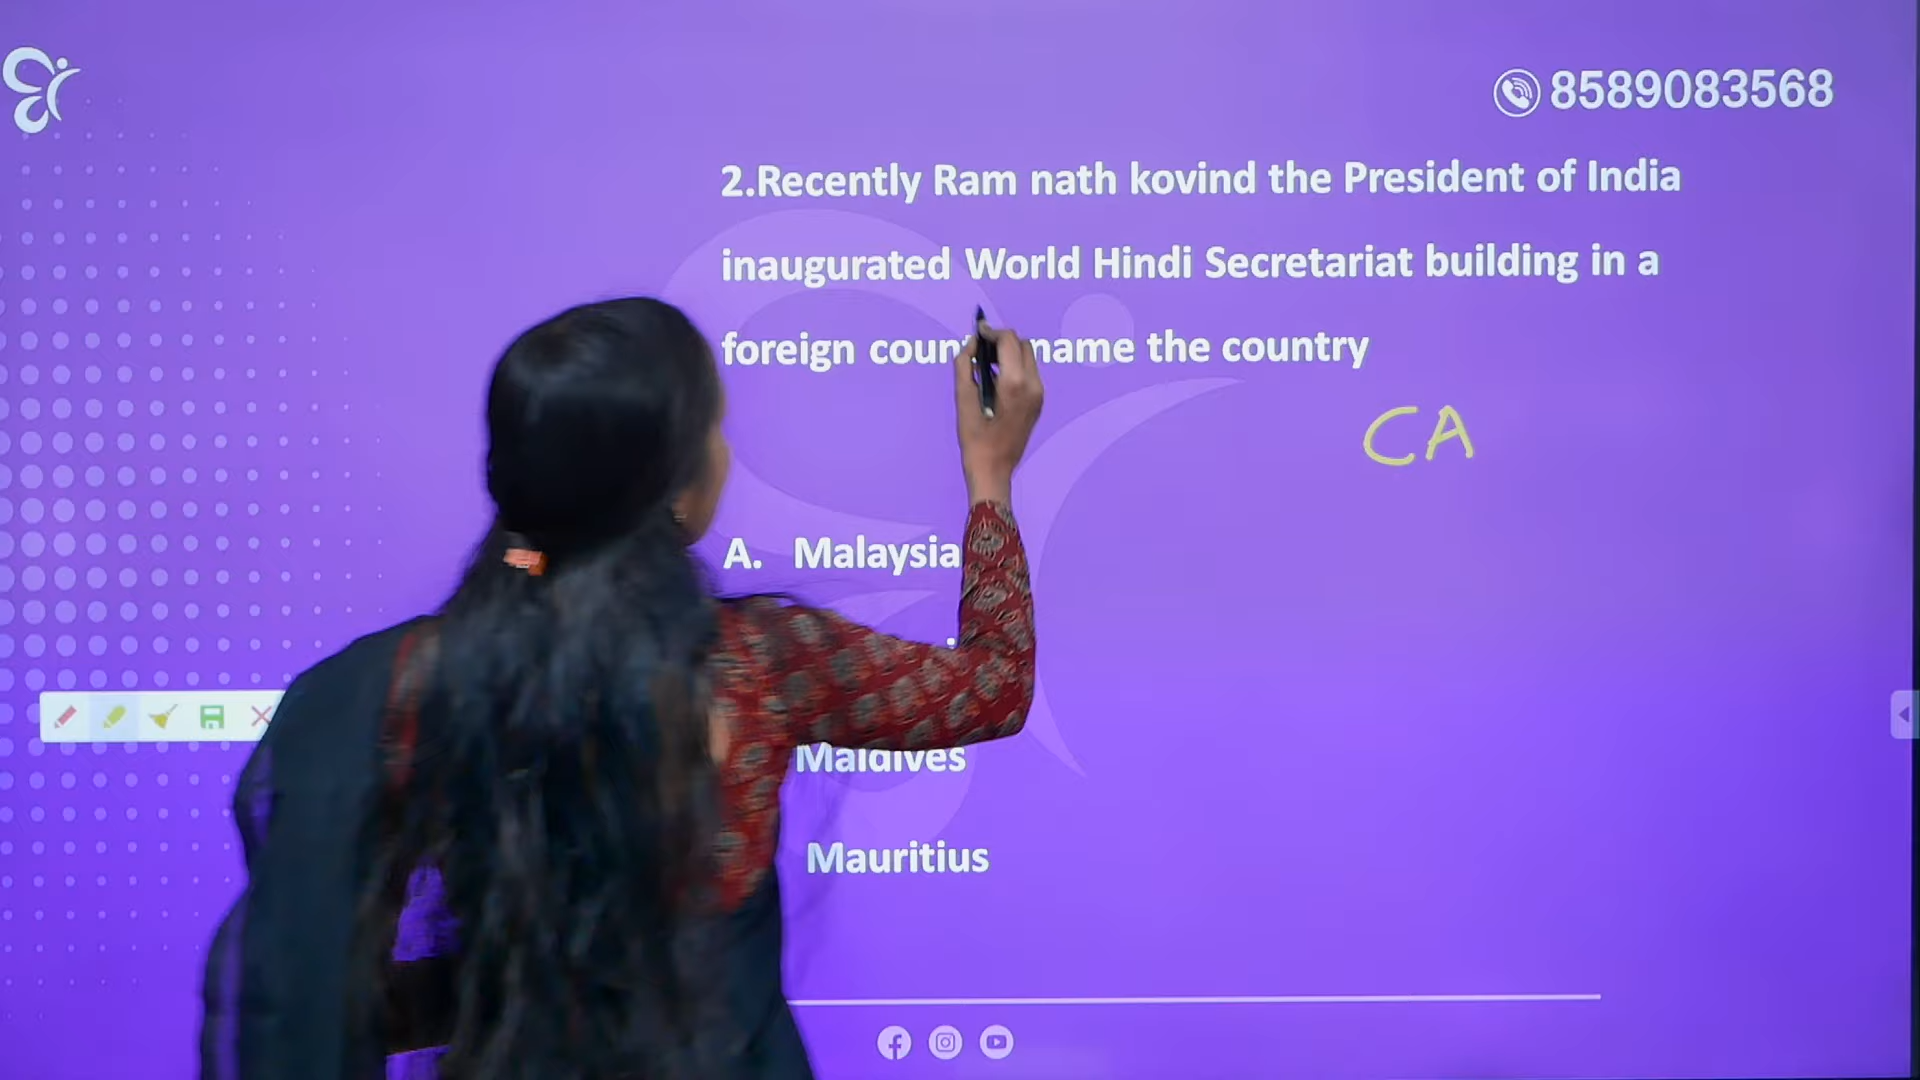 8589083568
2.Recently Ram nath kovind the President of India
inaugurated World Hindi Secretariat building in a
foreign name the country
CA
A. Malaysia
Maldives
Mauritius